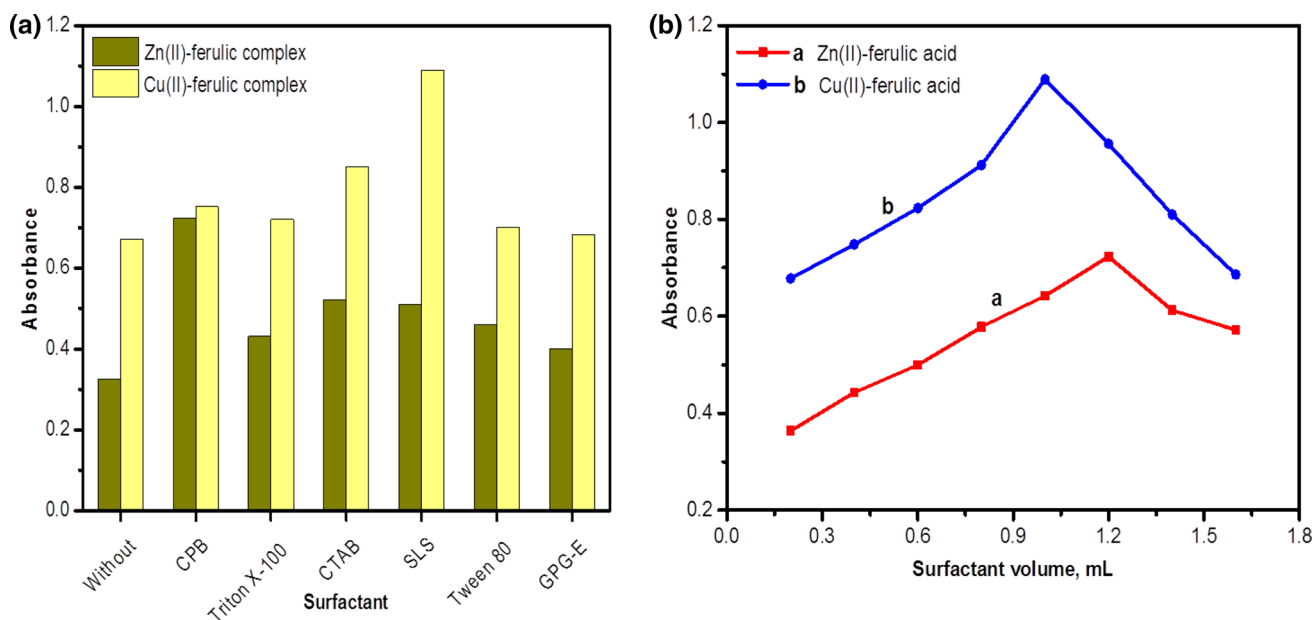 (a)
1.2
1.0
0.8
0.6
0.4
0.2
0.0
Absorbance
Zn(II)-ferulic complex
Cu(II)-ferulic complex
Without
CPB
Triton X-100
CTAB
SLS
Tween 80
GPG-E
Surfactant
(b)
1.2
1.0
0.8
0.6
0.4
0.2
Absorbance
a Zn(II)-ferulic acid
b Cu(II)-ferulic acid
b
a
0.0 0.3 0.6 0.9 1.2 1.5 1.8
Surfactant volume, mL